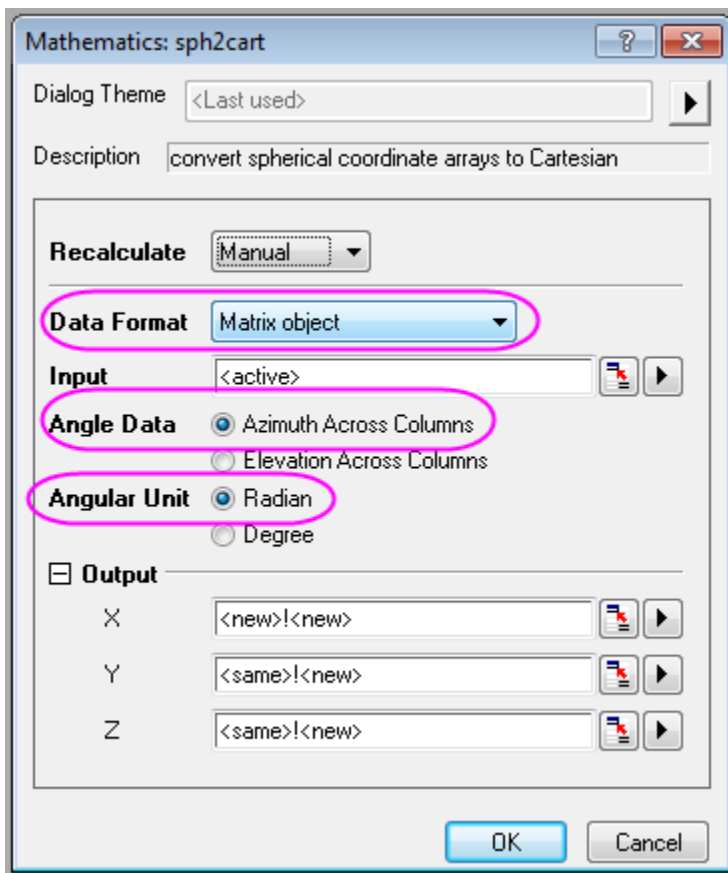 Mathematics: sph2cart
Dialog Theme <Last used>
Description convert spherical coordinate arrays to Cartesian
Recalculate Manual
Data Format Matrix object
Input <active>
Angle Data Azimuth Across Columns
Elevation Across Columns
Angular Unit Radian
Degree
Output
X <new>!<new>
Y <same>!<new>
Z <same>!<new>
OK Cancel